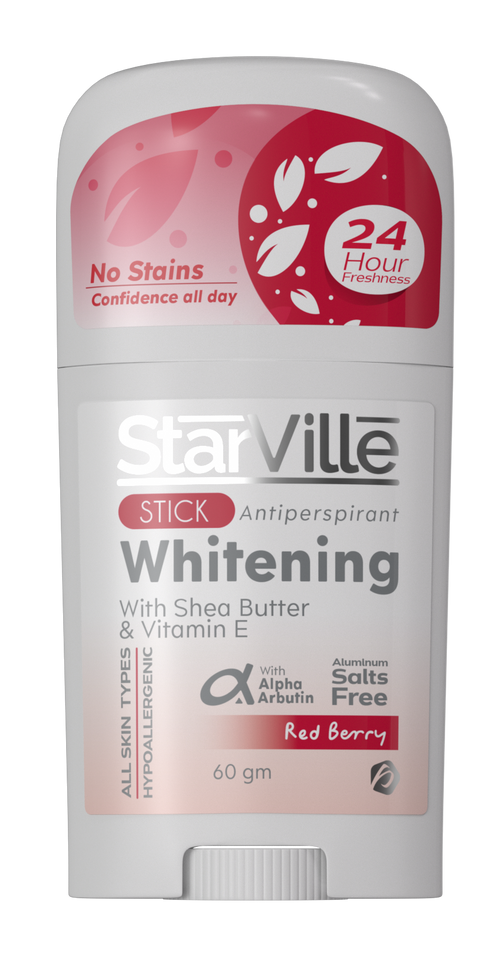 No Stains
Confidence all day
24
Hour
Freshness
StarVille
STICK Antiperspirant
Whitening
With Shea Butter
& Vitamin E
ALL SKIN TYPES
HYPOALLERGENIC
With
Alpha
Arbutin
Aluminum
Salts
Free
Red Berry
60 gm